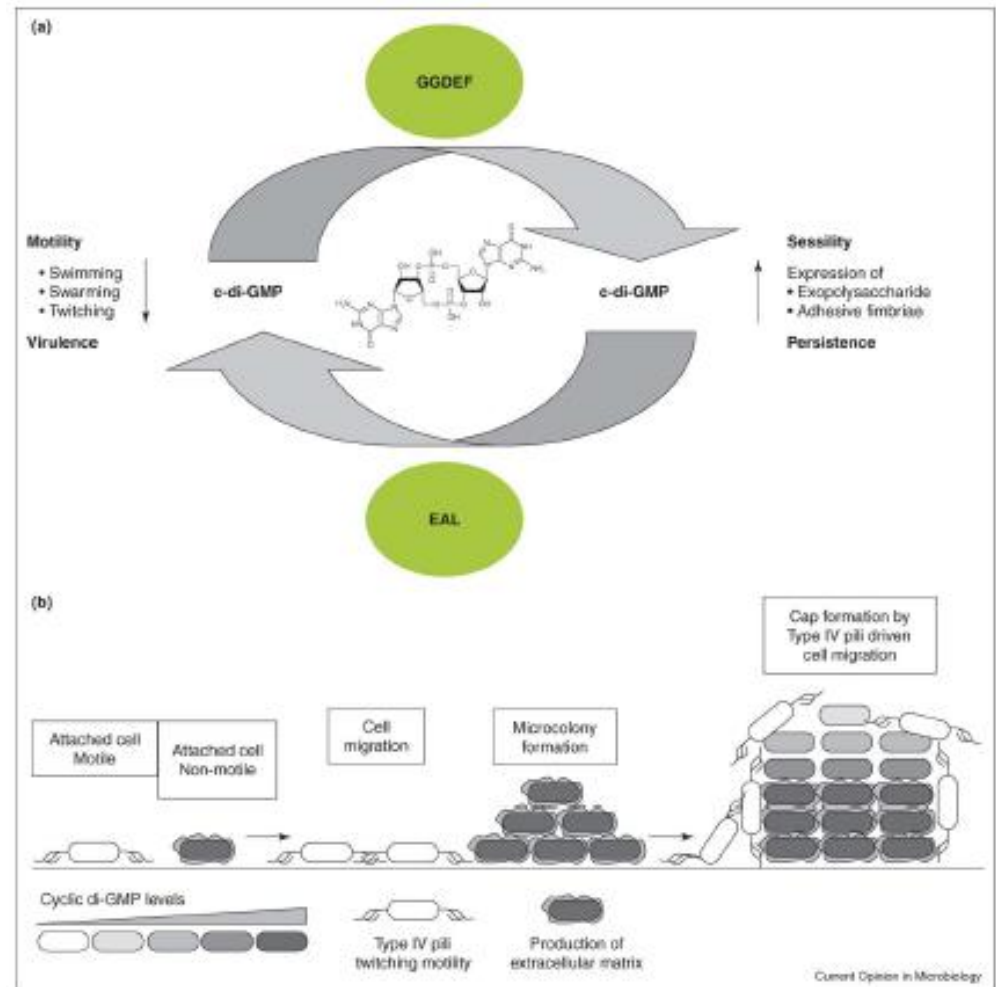 (a)
GGDEF
Motility
• Swimming
• Swarming
• Twitching
Virulence
c-di-GMP
c-di-GMP
Sessility
Expression of
• Exopolysaccharide
• Adhesive fimbriae
Persistence
EAL
(b)
Cap formation by
Type IV pili driven
cell migration
Attached cell
Motile
Attached cell
Non-motile
Cell
migration
Microcolony
formation
Cyclic di-GMP levels
Type IV pili
twitching motility
Production of
extracellular matrix
Current Opinion in Microbiology